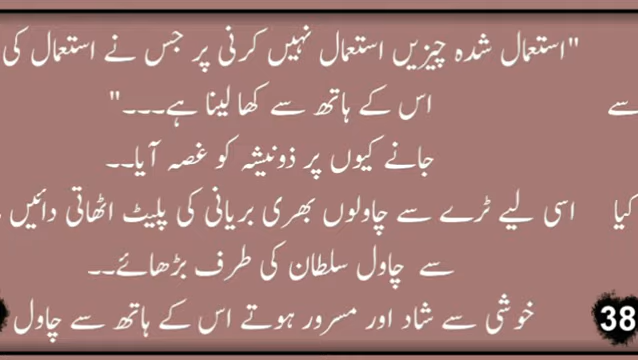 "استعمال شدہ چیزیں استعمال نہیں کرنی پر جس نے استعمال کی
سے اس کے ہاتھ سے کھا لینا ہے۔۔۔"
جانے کیوں پر ذونیشہ کو غصہ آیا۔۔
کیا اسی لیے ٹرے سے چاولوں بھری بریانی کی پلیٹ اٹھاتی دائیں
سے چاول سلطان کی طرف بڑھائے۔۔
خوشی سے شاد اور مسرور ہوتے اس کے ہاتھ سے چاول
38